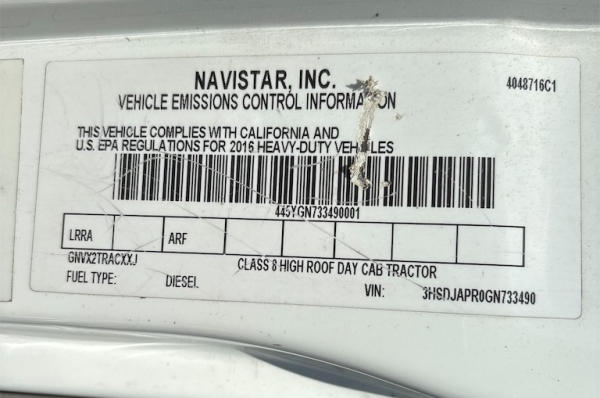 NAVISTAR, INC.
4048716C1
VEHICLE EMISSIONS CONTROL INFORMATION
THIS VEHICLE COMPLIES WITH CALIFORNIA AND
U.S. EPA REGULATIONS FOR 2016 HEAVY-DUTY VEHICLES
445YGN733490001
LRRA ARF
GNVX2TRACXXJ CLASS 8 HIGH ROOF DAY CAB TRACTOR
FUEL TYPE: DIESEL VIN: 3HSDJAPR0GN733490